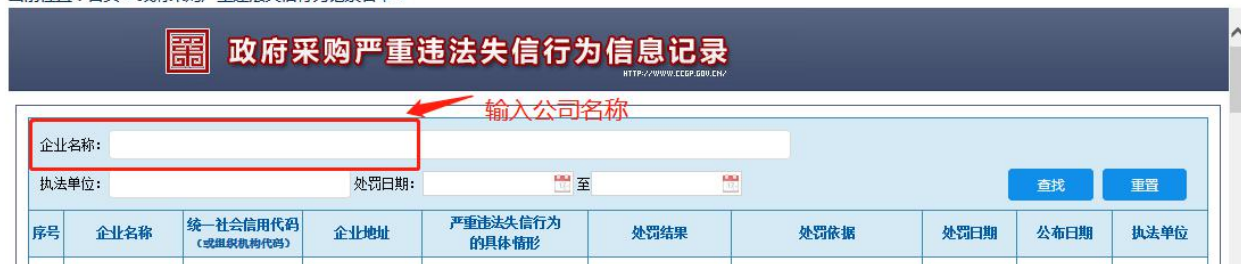 政府采购严重违法失信行为信息记录
HTTP://WWW.CCGP.GOV.CN/
输入公司名称
企业名称：
执法单位： 处罚日期： 至 查找 重置
序号 企业名称 统一社会信用代码 企业地址 严重违法失信行为 处罚结果 处罚依据 处罚日期 公布日期 执法单位
（或组织机构代码） 的具体情形